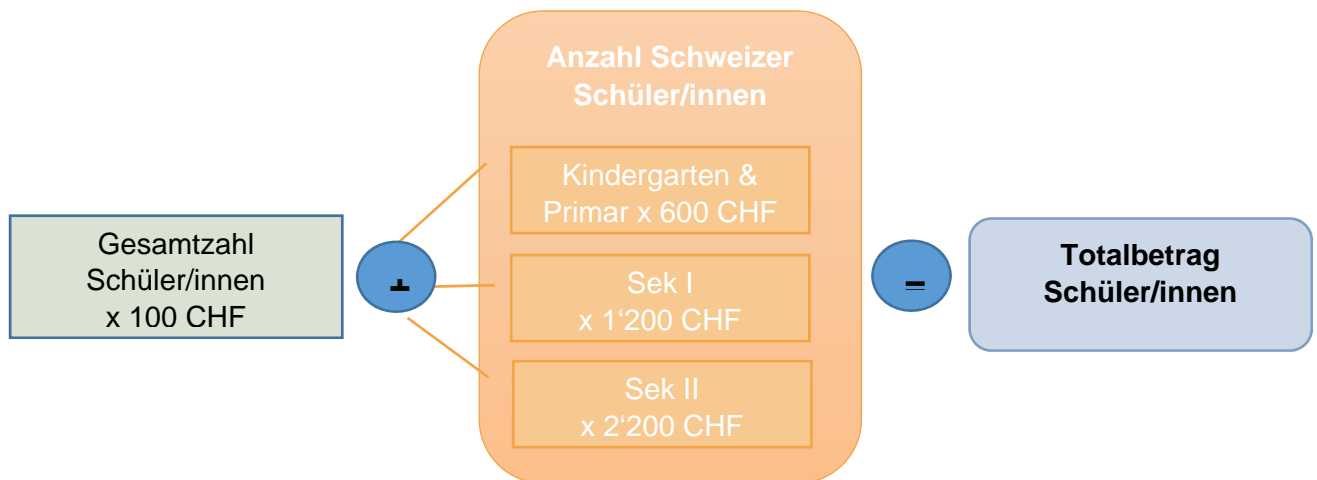 Anzahl Schweizer
Schüler/innen
Kindergarten &
Primar x 600 CHF
Gesamtzahl
Schüler/innen
x 100 CHF
+
Sek I
x 1‘200 CHF
Sek II
x 2‘200 CHF
=
Totalbetrag
Schüler/innen